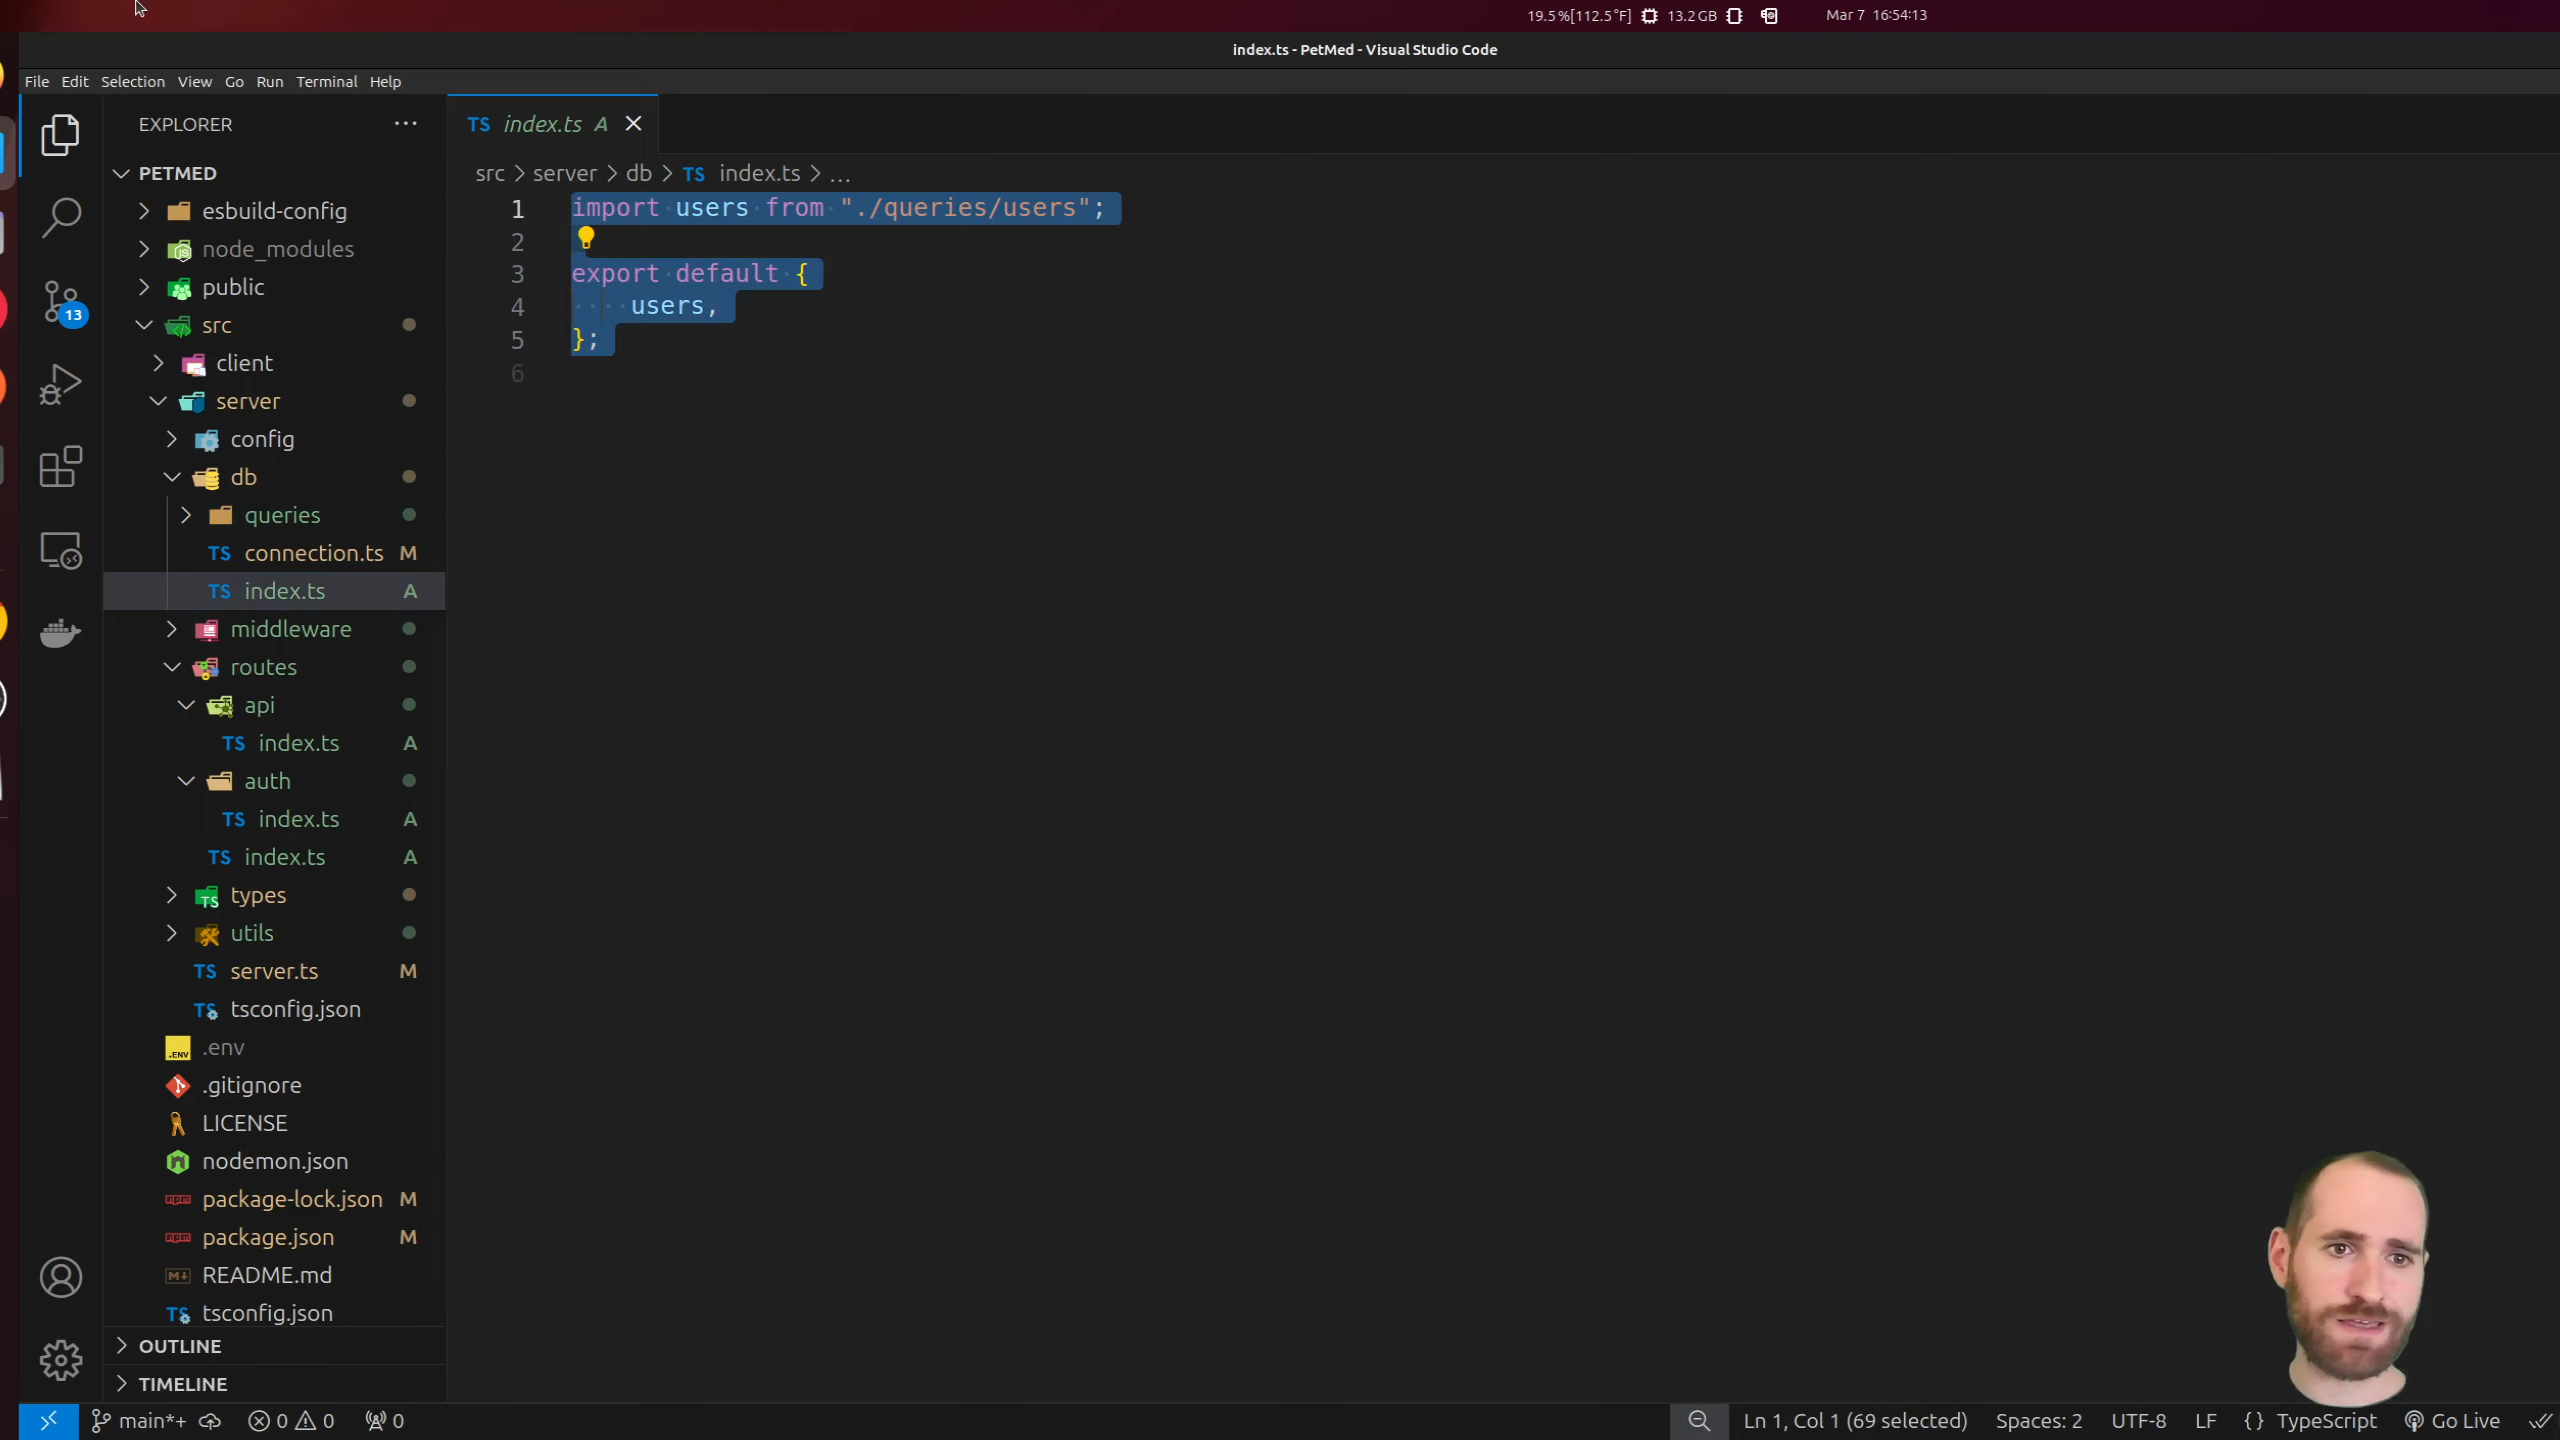 19.5%[112.5°F] 13.2GB Mar 7 16:54:13
index.ts - PetMed - Visual Studio Code
File Edit Selection View Go Run Terminal Help
EXPLORER ···
TS index.ts A
PETMED
src > server > db > TS index.ts > ...
esbuild-config
node_modules
public
src
client
server
config
db
queries
TS connection.ts M
TS index.ts A
middleware
routes
api
TS index.ts A
auth
TS index.ts A
TS index.ts A
types
utils
TS server.ts M
TS tsconfig.json
.ENV .env
.gitignore
LICENSE
nodemon.json
package-lock.json M
package.json M
README.md
TS tsconfig.json
OUTLINE
TIMELINE
1 import users from "./queries/users";
2
3 export default {
4 users,
5 };
6
13
main*+ 0 0 0 Ln 1, Col 1 (69 selected) Spaces: 2 UTF-8 LF {} TypeScript Go Live